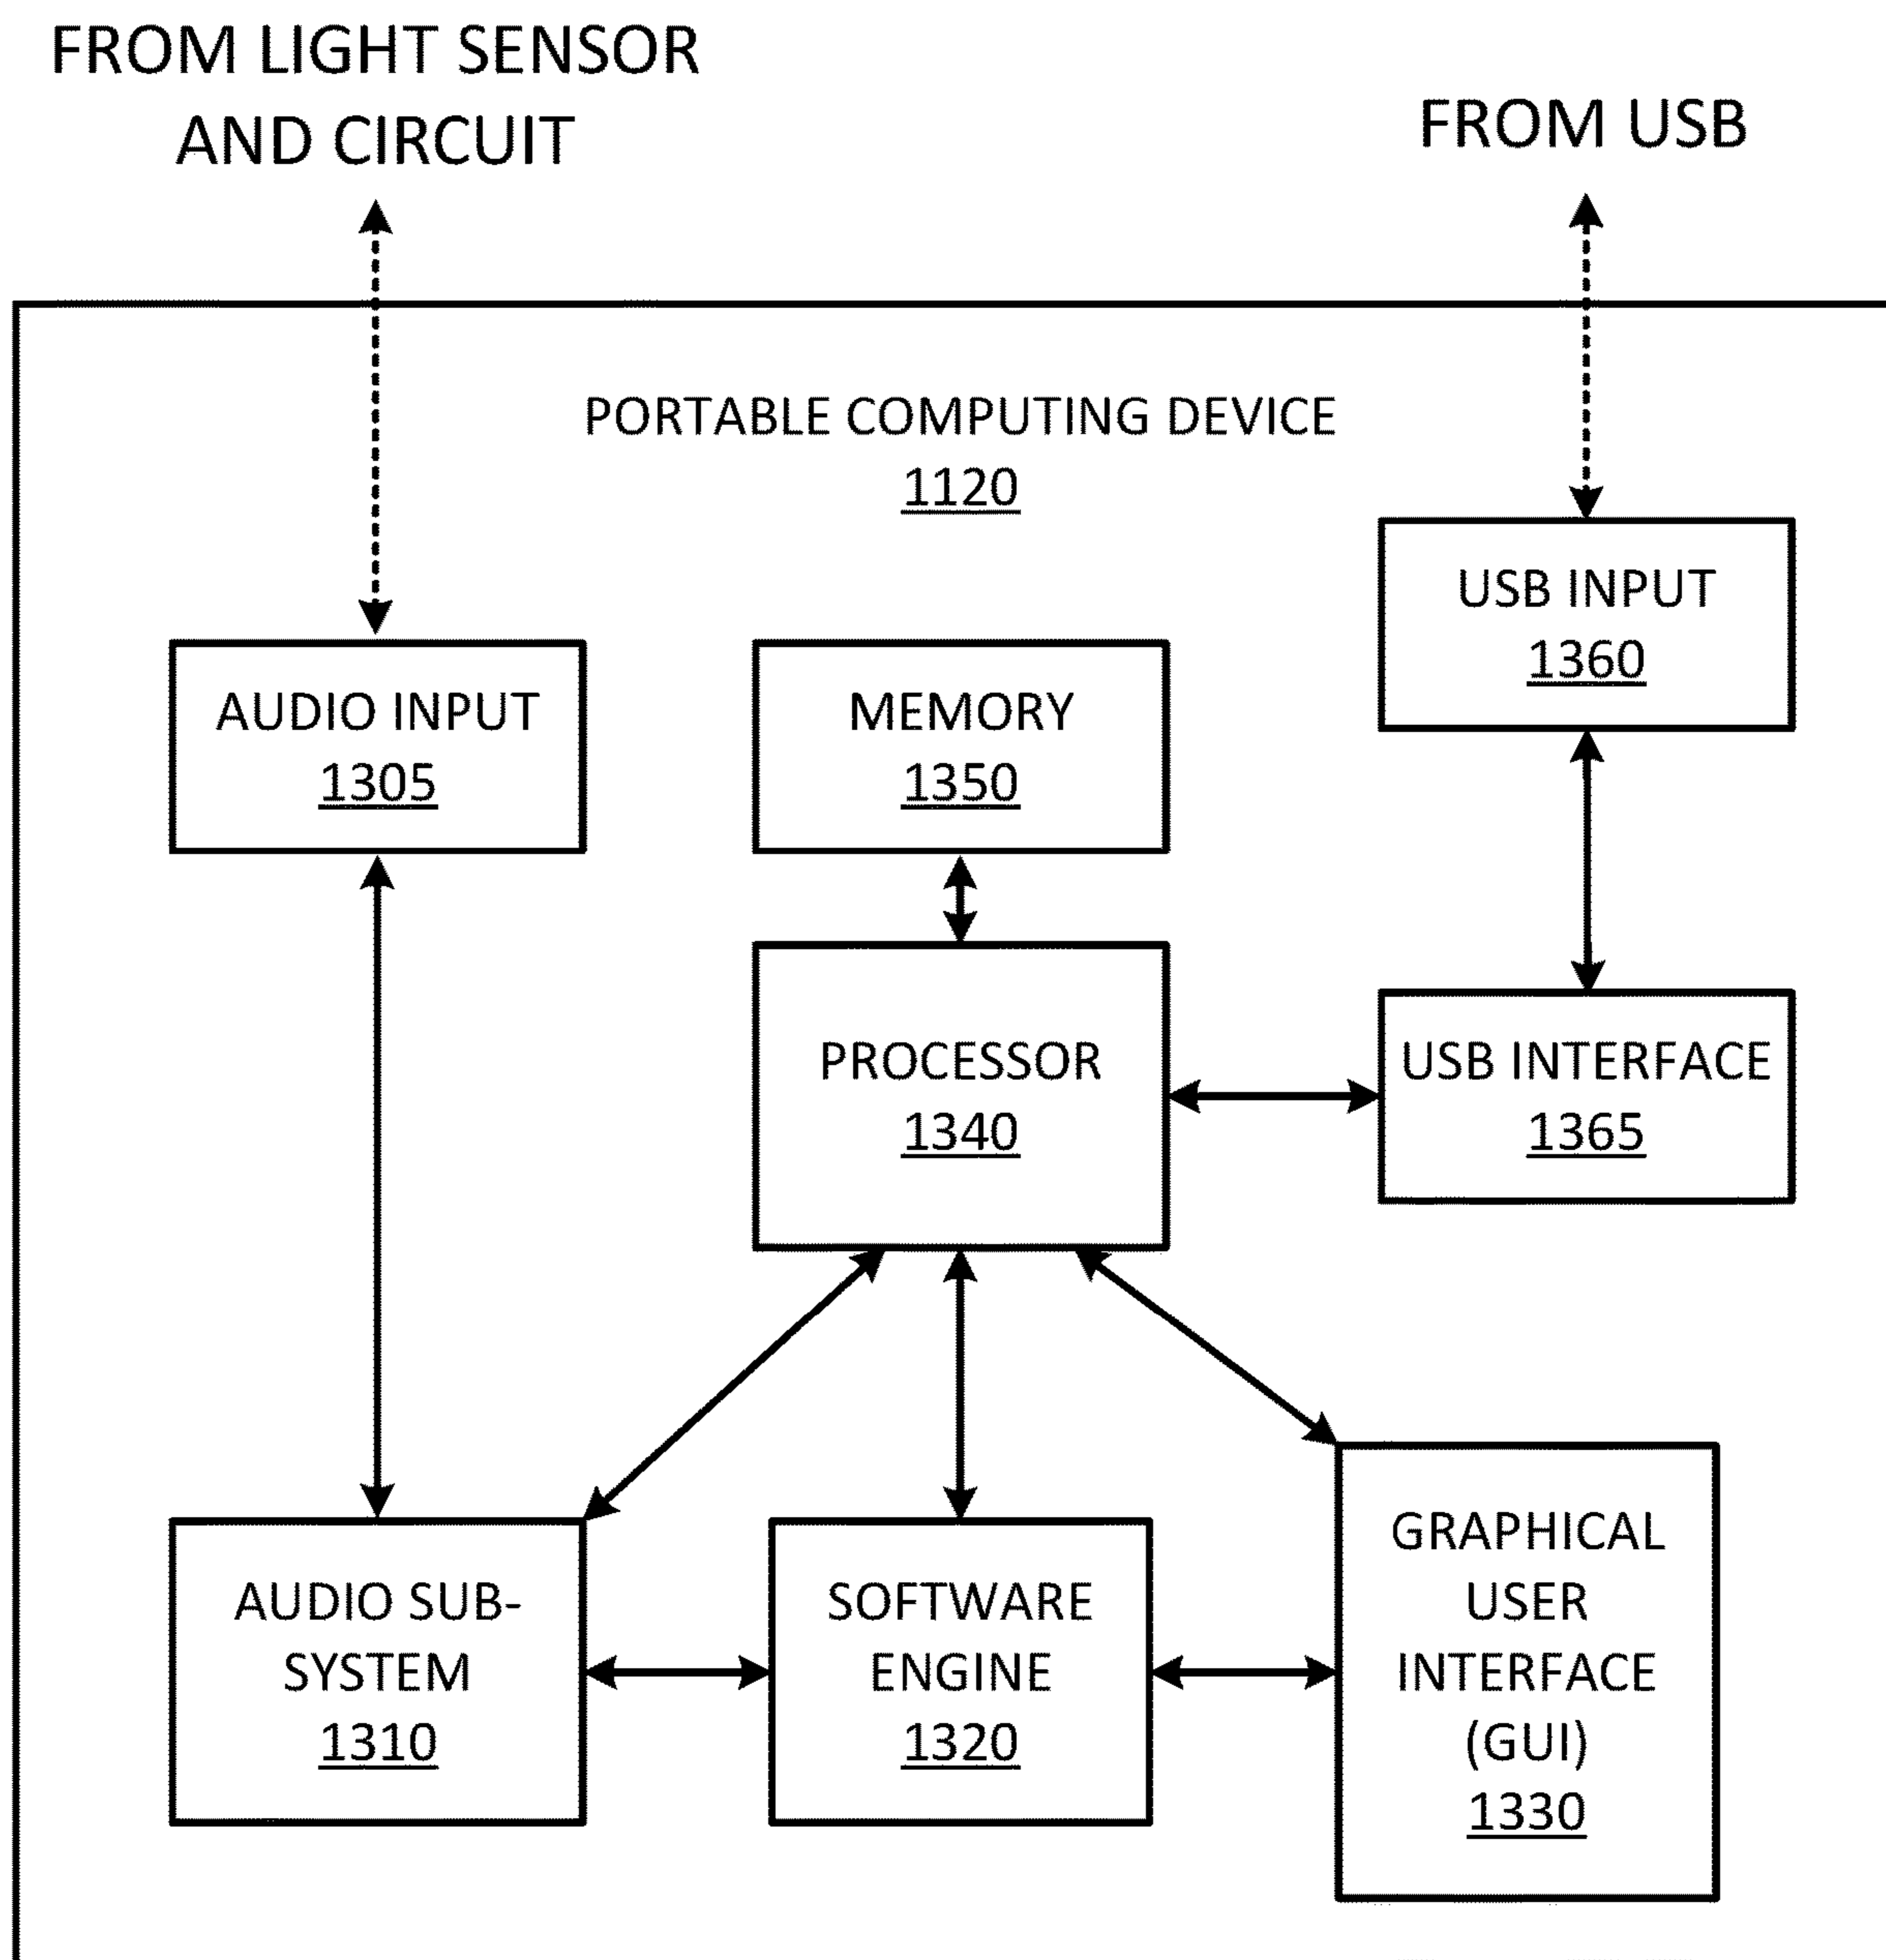 FROM LIGHT SENSOR
AND CIRCUIT
FROM USB
PORTABLE COMPUTING DEVICE
1120
USB INPUT
1360
AUDIO INPUT
1305
MEMORY
1350
PROCESSOR
1340
USB INTERFACE
1365
AUDIO SUB-
SYSTEM
1310
SOFTWARE
ENGINE
1320
GRAPHICAL
USER
INTERFACE
(GUI)
1330